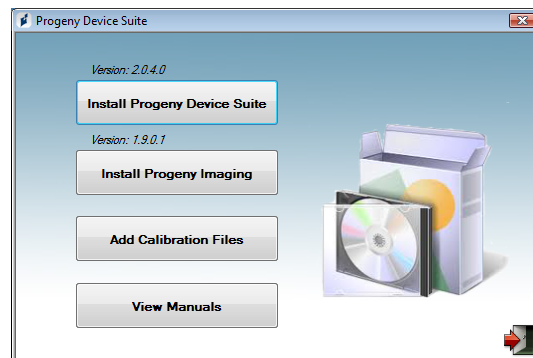 Progeny Device Suite
Version: 2.0.4.0
Install Progeny Device Suite
Version: 1.9.0.1
Install Progeny Imaging
Add Calibration Files
View Manuals